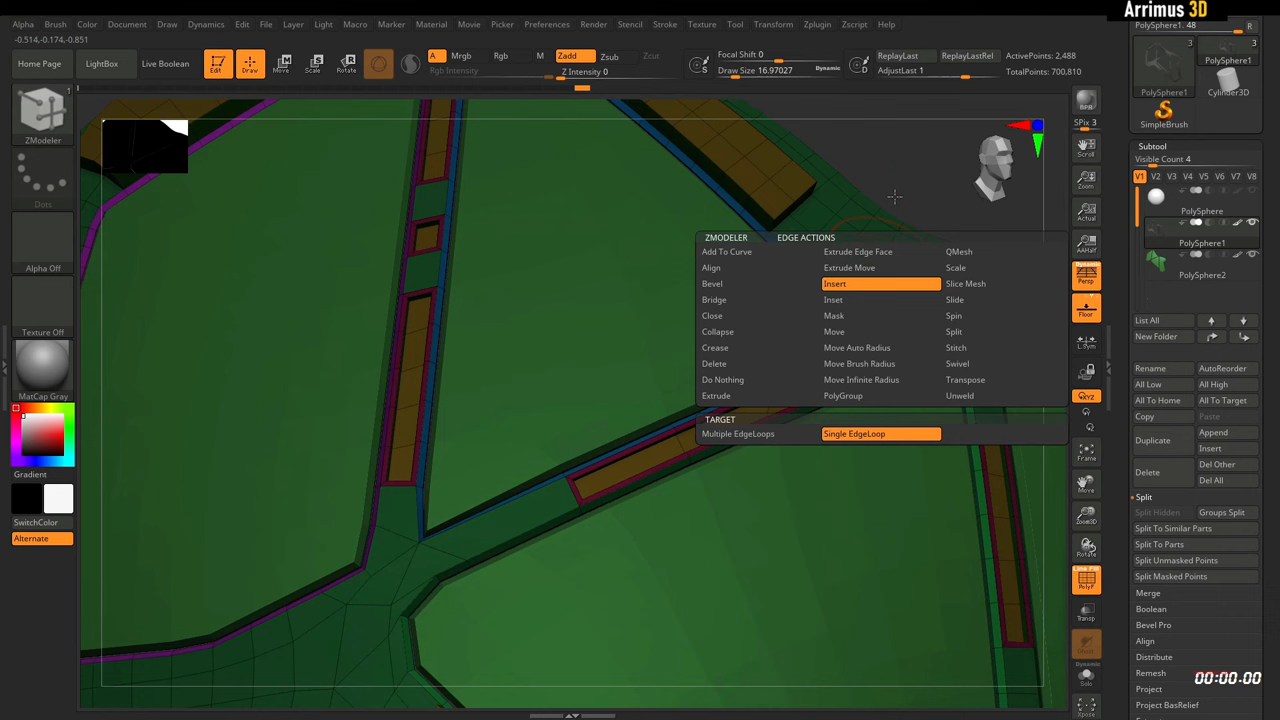 Arrimus 3D
Alpha Brush Color Document Draw Dynamics Edit File Layer Light Macro Marker Material Movie Picker Preferences Render Stencil Stroke Texture Tool Transform Zplugin Zscript Help
-0.514,-0.174,-0.851
PolySphere1. 48 R
Home Page LightBox Live Boolean
Edit Draw Move Scale Rotate
A Mrgb Rgb M Zadd Zsub Zcut
Rgb Intensity Z Intensity 0
Focal Shift 0
Draw Size 16.97027 Dynamic
S D
ReplayLast ReplayLastRel ActivePoints: 2,488
AdjustLast 1 TotalPoints: 700,810
3 3
PolySphere1
PolySphere1 Cylinder3D
SimpleBrush
1
ZModeler
Dots
Alpha Off
Texture Off
MatCap Gray
Gradient
SwitchColor
Alternate
BPR
SPix 3
Scroll
Zoom
Actual
AAHalf
Dynamic
Persp
Floor
L.Sym
XYZ
Frame
Move
Zoom3D
Rotate
Line Fill
PolyF
Transp
Ghost
Dynamic
Solo
Xpose
ZMODELER EDGE ACTIONS
Add To Curve Extrude Edge Face QMesh
Align Extrude Move Scale
Bevel Insert Slice Mesh
Bridge Inset Slide
Close Mask Spin
Collapse Move Split
Crease Move Auto Radius Stitch
Delete Move Brush Radius Swivel
Do Nothing Move Infinite Radius Transpose
Extrude PolyGroup Unweld
TARGET
Multiple EdgeLoops Single EdgeLoop
Subtool
Visible Count 4
V1 V2 V3 V4 V5 V6 V7 V8
PolySphere
PolySphere1
PolySphere2
List All
New Folder
Rename AutoReorder
All Low All High
All To Home All To Target
Copy Paste
Duplicate Append
Insert
Delete Del Other
Del All
Split
Split Hidden Groups Split
Split To Similar Parts
Split To Parts
Split Unmasked Points
Split Masked Points
Merge
Boolean
Bevel Pro
Align
Distribute
Remesh
00:00.00
Project
Project BasRelief